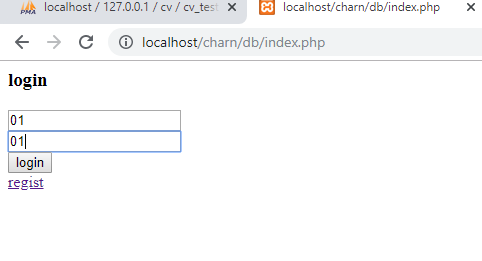 PMA localhost / 127.0.0.1 / cv / cv_test × localhost/charn/db/index.php ×
localhost/charn/db/index.php
login
01
01
login
regist